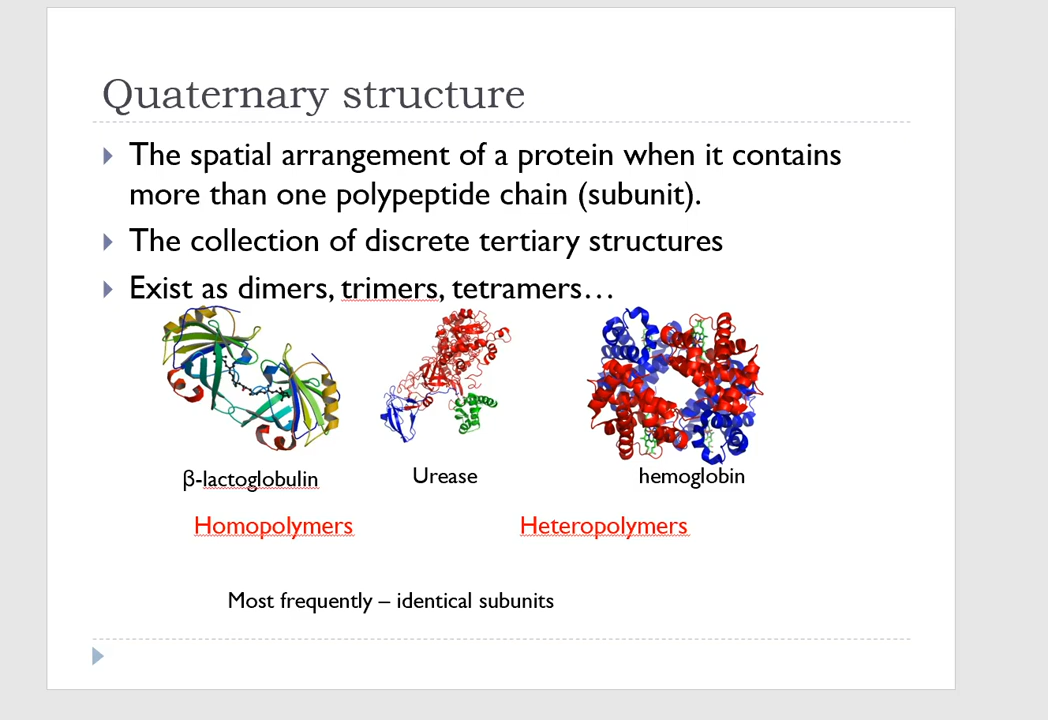 Quaternary structure
The spatial arrangement of a protein when it contains
more than one polypeptide chain (subunit).
The collection of discrete tertiary structures
Exist as dimers, trimers, tetramers…
β-lactoglobulin
Urease
hemoglobin
Homopolymers
Heteropolymers
Most frequently – identical subunits